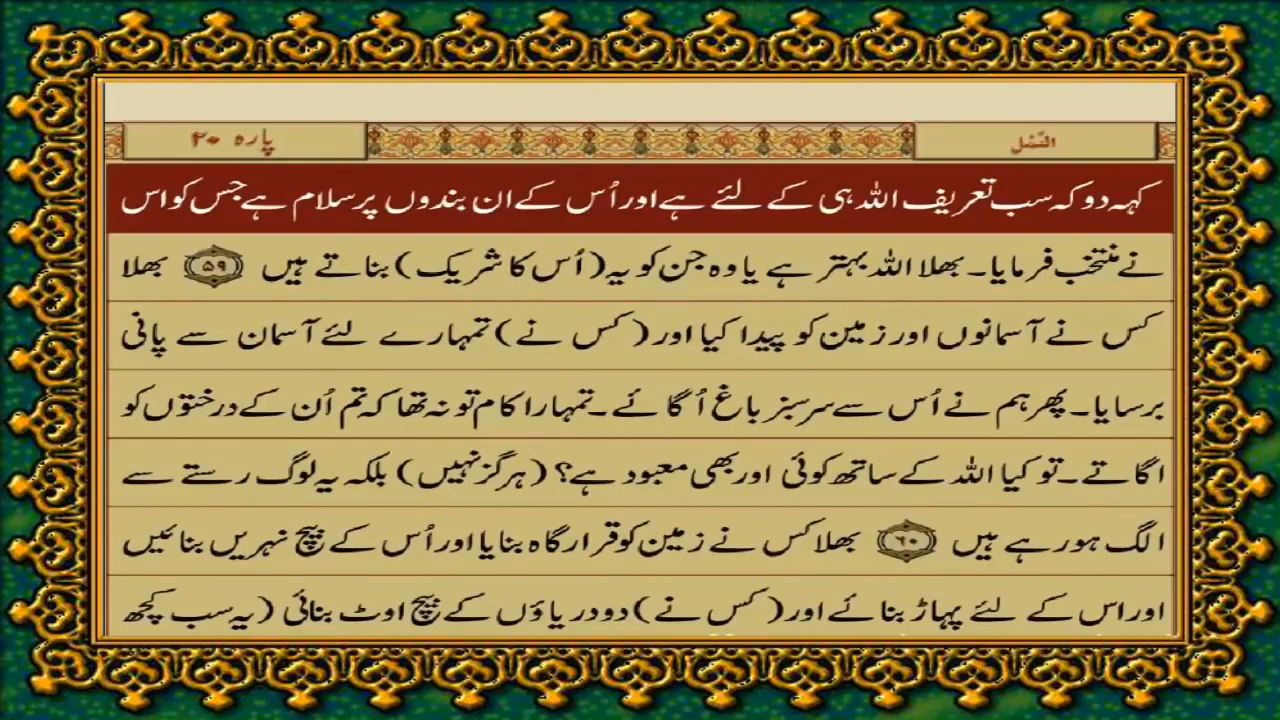 النَّمْل
پارہ ۲۰
کہہ دو کہ سب تعریف اللہ ہی کے لئے ہے اور اُس کے ان بندوں پر سلام ہے جس کو اس
نے منتخب فرمایا۔ بھلا اللہ بہتر ہے یا وہ جن کو یہ (اُس کا شریک) بناتے ہیں ۵۹ بھلا
کس نے آسمانوں اور زمین کو پیدا کیا اور (کس نے) تمہارے لئے آسمان سے پانی
برسایا۔ پھر ہم نے اُس سے سرسبز باغ اُگائے۔ تمہارا کام تو نہ تھا کہ تم اُن کے درختوں کو
اگاتے۔ تو کیا اللہ کے ساتھ کوئی اور بھی معبود ہے؟ (ہرگز نہیں) بلکہ یہ لوگ رستے سے
الگ ہو رہے ہیں ۶۰ بھلا کس نے زمین کو قرار گاہ بنایا اور اُس کے بیچ نہریں بنائیں
اور اس کے لئے پہاڑ بنائے اور (کس نے) دو دریاؤں کے بیچ اوٹ بنائی (یہ سب کچھ